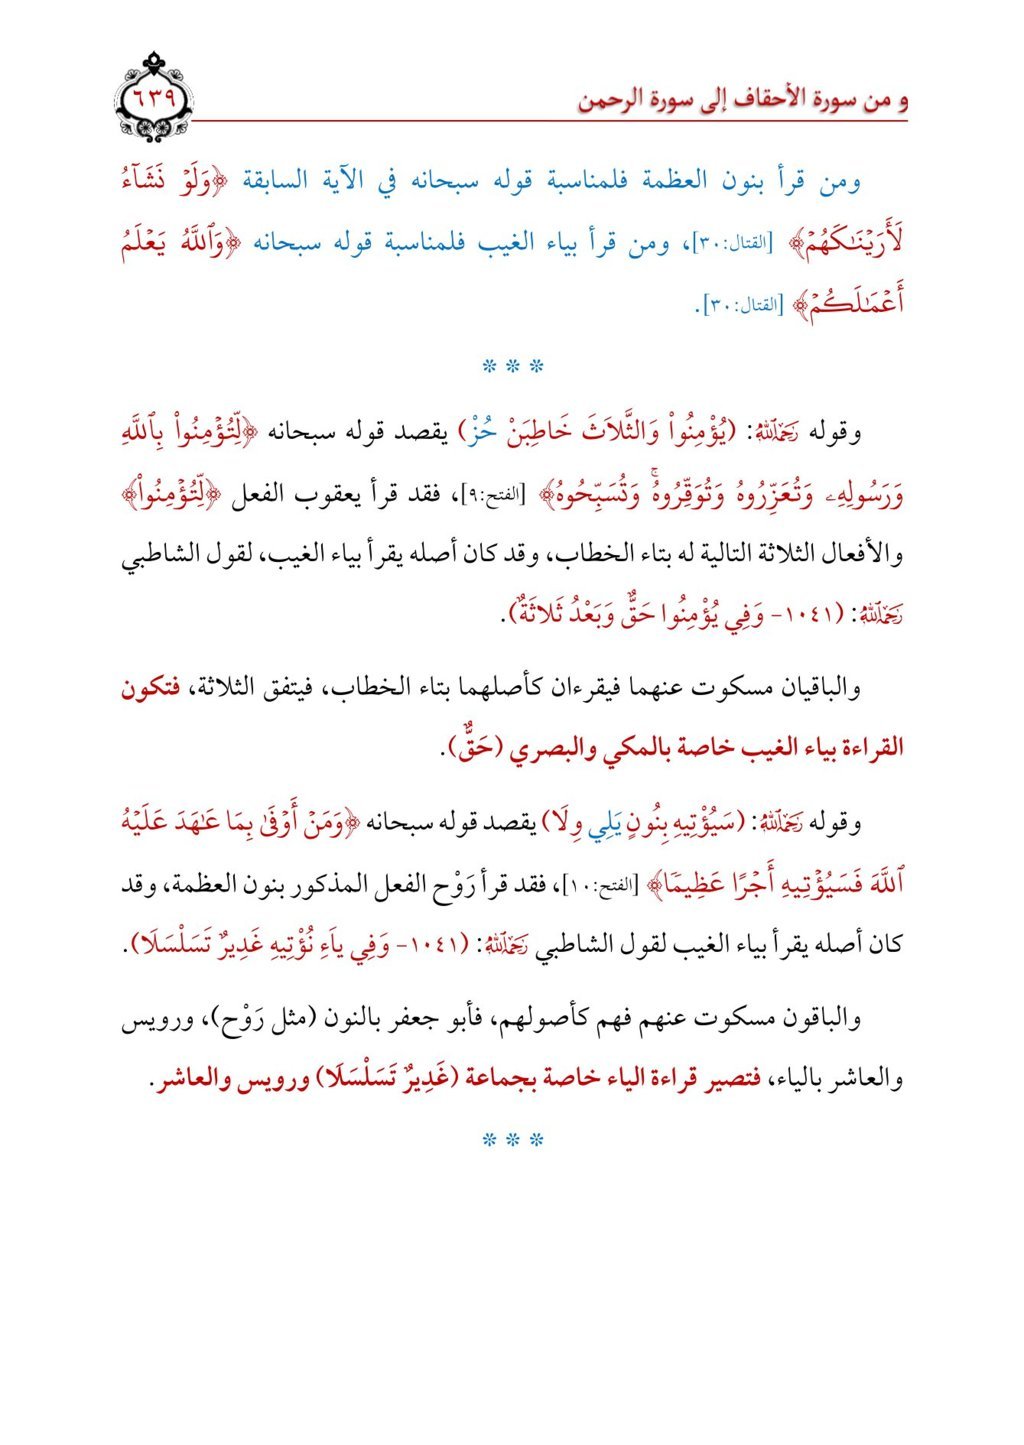 و من سورة الأحقاف إلى سورة الرحمن
٦٣٩
ومن قرأ بنون العظمة فلمناسبة قوله سبحانه في الآية السابقة ﴿وَلَوۡ نَشَآءُ
لَأَرَيۡنَٰكَهُمۡ﴾ [القتال:٣٠]، ومن قرأ بياء الغيب فلمناسبة قوله سبحانه ﴿وَٱللَّهُ يَعۡلَمُ
أَعۡمَٰلَكُمۡ﴾ [القتال:٣٠].
* * *
وقوله رَحِمَهُ ٱللَّهُ: (يُؤْمِنُواْ وَالثَّلاَثَ خَاطِبَنْ حُزْ) يقصد قوله سبحانه ﴿لِّتُؤۡمِنُواْ بِٱللَّهِ
وَرَسُولِهِۦ وَتُعَزِّرُوهُ وَتُوَقِّرُوهُۚ وَتُسَبِّحُوهُ﴾ [الفتح:٩]، فقد قرأ يعقوب الفعل ﴿لِّتُؤۡمِنُواْ﴾
والأفعال الثلاثة التالية له بتاء الخطاب، وقد كان أصله يقرأ بياء الغيب، لقول الشاطبي
رَحِمَهُ ٱللَّهُ: (١٠٤١- وَفِي يُؤْمِنُوا حَقٌّ وَبَعْدُ ثَلاثَةٌ).
والباقيان مسكوت عنهما فيقرءان كأصلهما بتاء الخطاب، فيتفق الثلاثة، فتكون
القراءة بياء الغيب خاصة بالمكي والبصري (حَقٌّ).
وقوله رَحِمَهُ ٱللَّهُ: (سَيُؤْتِيهِ بِنُونٍ يَلِي وِلَا) يقصد قوله سبحانه ﴿وَمَنۡ أَوۡفَىٰ بِمَا عَٰهَدَ عَلَيۡهُ
ٱللَّهَ فَسَيُؤۡتِيهِ أَجۡرًا عَظِيمٗا﴾ [الفتح:١٠]، فقد قرأ رَوْح الفعل المذكور بنون العظمة، وقد
كان أصله يقرأ بياء الغيب لقول الشاطبي رَحِمَهُ ٱللَّهُ: (١٠٤١- وَفِي يَاَءِ نُؤْتِيهِ غَدِيرٌ تَسَلْسَلَا).
والباقون مسكوت عنهم فهم كأصولهم، فأبو جعفر بالنون (مثل رَوْح)، ورويس
والعاشر بالياء، فتصير قراءة الياء خاصة بجماعة (غَدِيرٌ تَسَلْسَلَا) ورويس والعاشر.
* * *